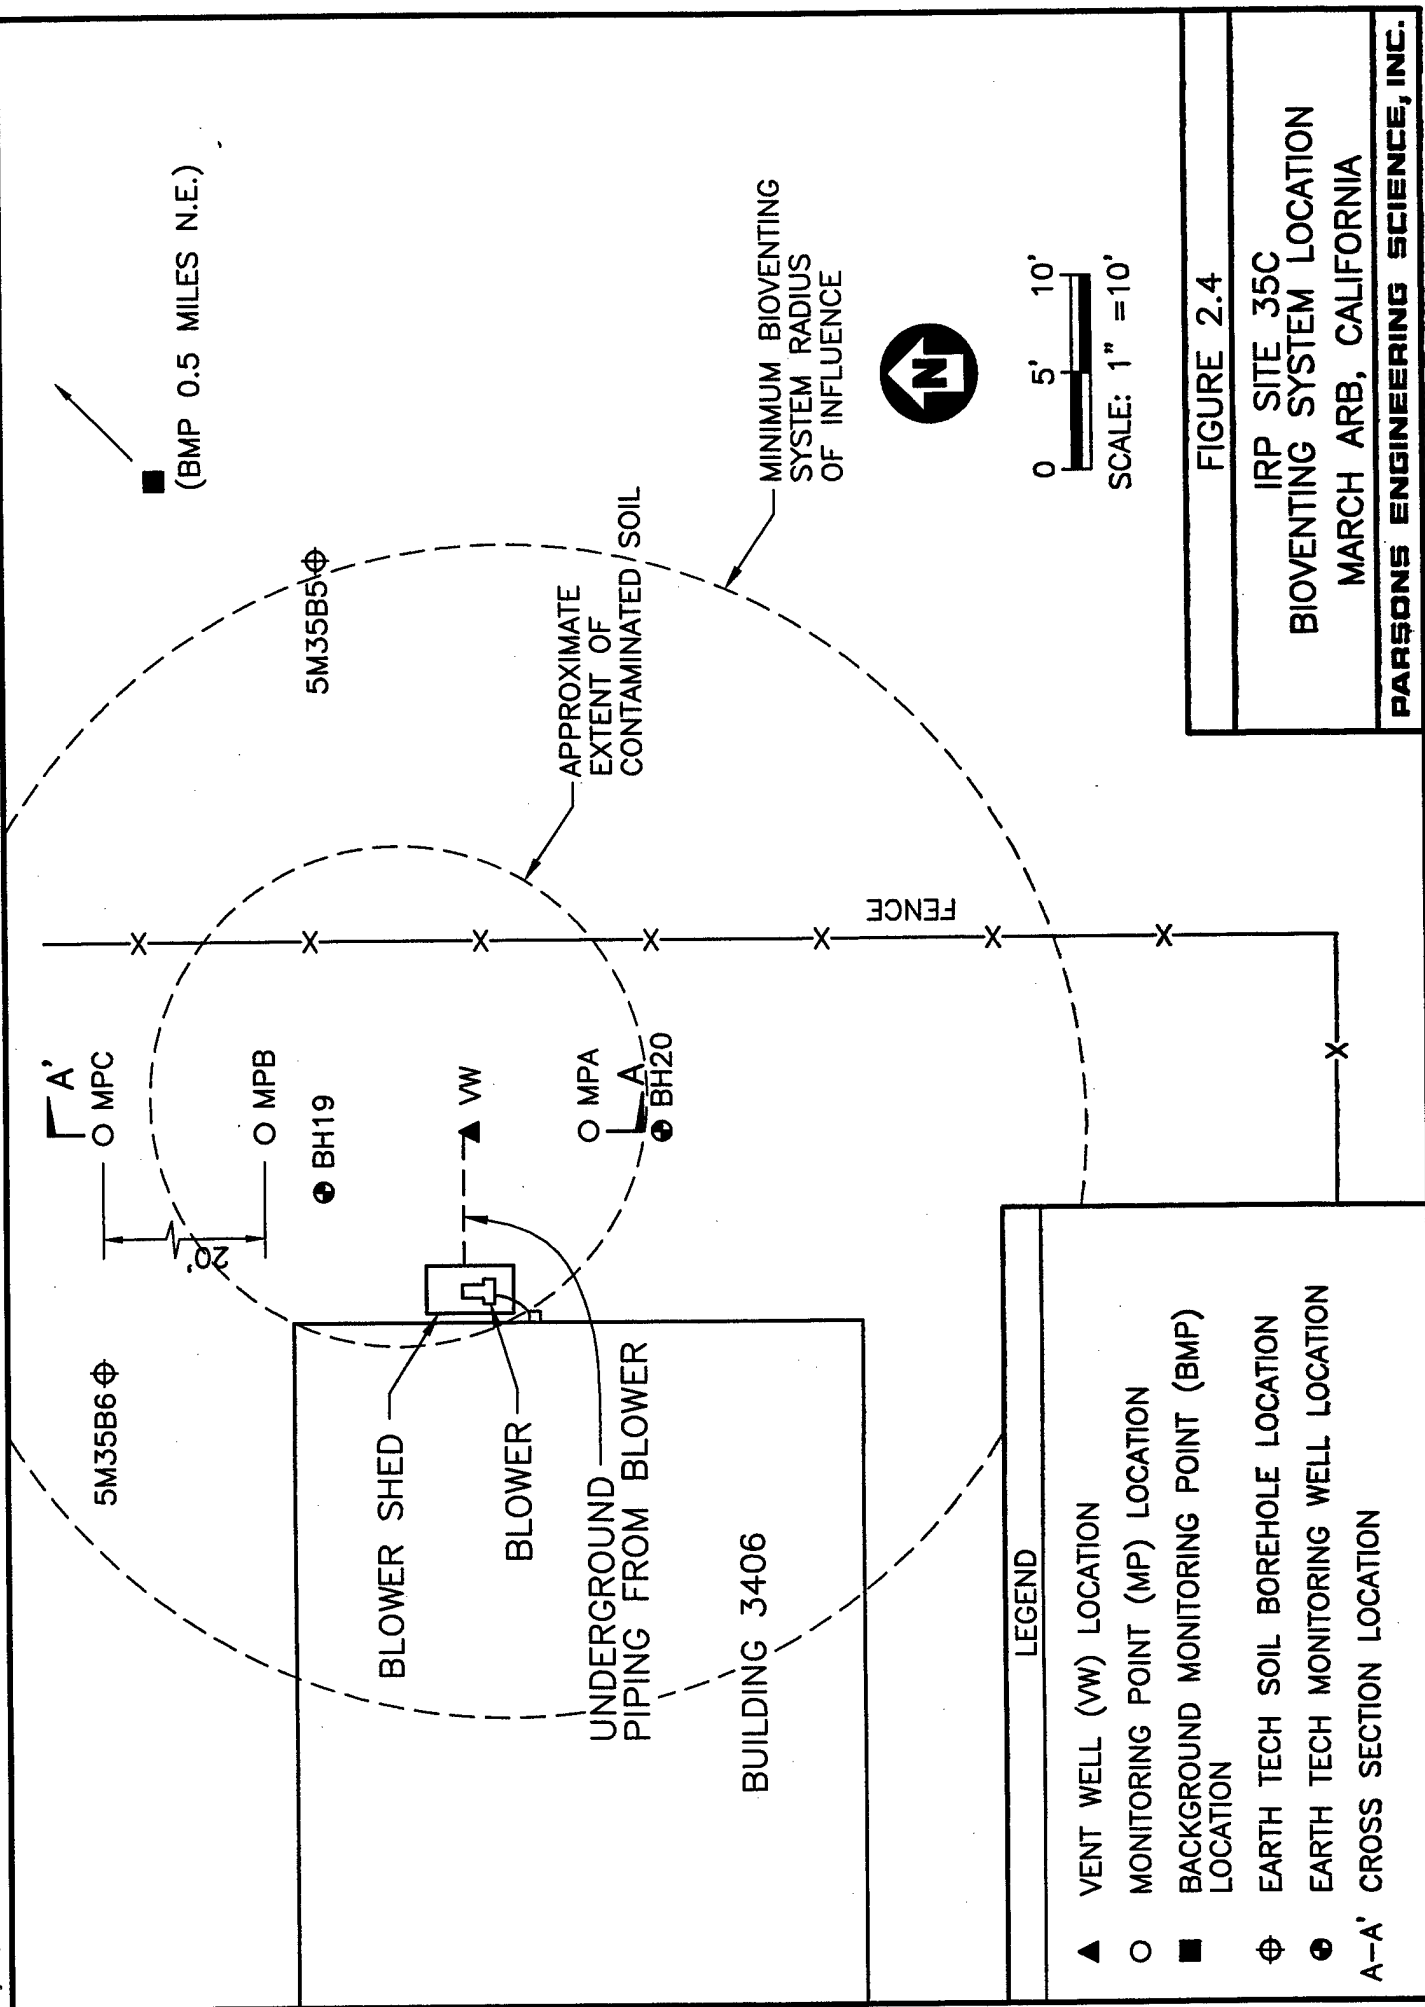 (BMP 0.5 MILES N.E.)
5M35B5
5M35B6
A'
MPC
20'
MPB
BH19
VW
MPA
A
BH20
APPROXIMATE
EXTENT OF
CONTAMINATED SOIL
BLOWER SHED
BLOWER
UNDERGROUND
PIPING FROM BLOWER
BUILDING 3406
FENCE
X
X
X
X
X
X
X
X
MINIMUM BIOVENTING
SYSTEM RADIUS
OF INFLUENCE
N
0 5' 10'
SCALE: 1" =10'
LEGEND
VENT WELL (VW) LOCATION
MONITORING POINT (MP) LOCATION
BACKGROUND MONITORING POINT (BMP)
LOCATION
EARTH TECH SOIL BOREHOLE LOCATION
EARTH TECH MONITORING WELL LOCATION
A-A' CROSS SECTION LOCATION
FIGURE 2.4
IRP SITE 35C
BIOVENTING SYSTEM LOCATION
MARCH ARB, CALIFORNIA
PARSONS ENGINEERING SCIENCE, INC.